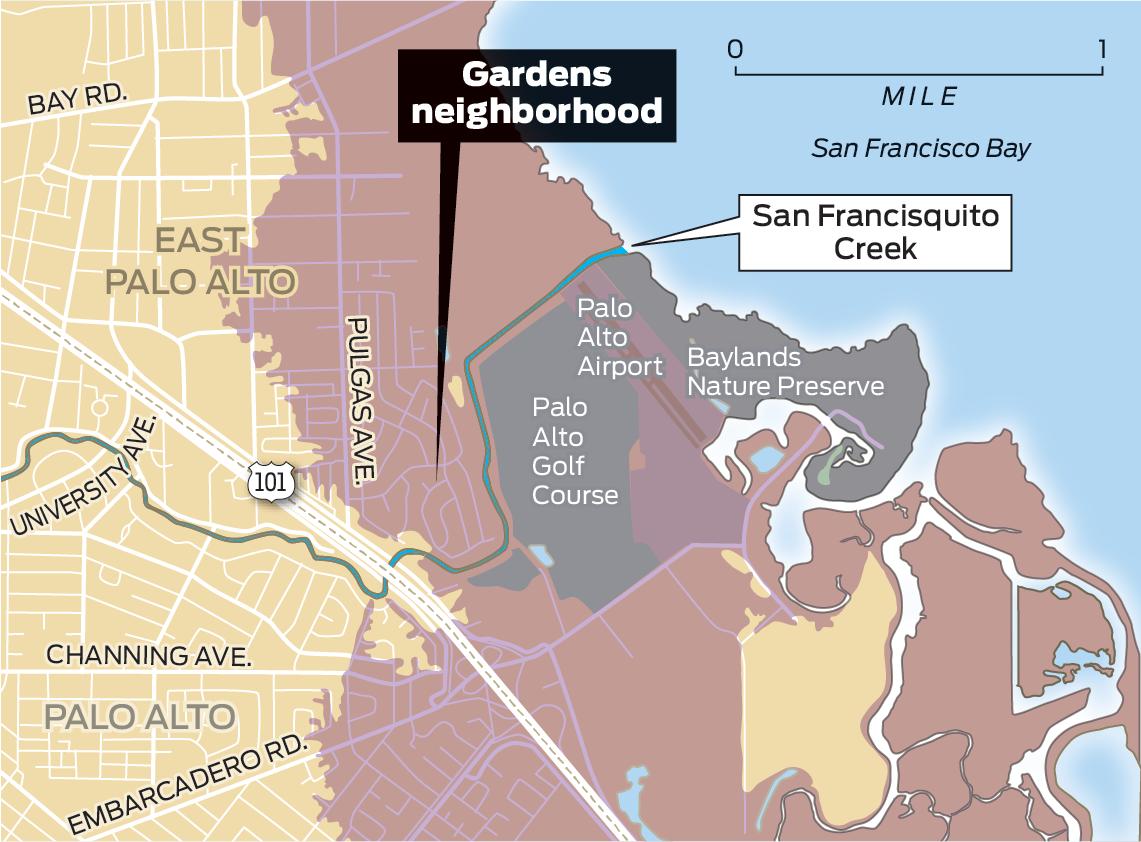 BAY RD.
Gardens
neighborhood
0 1
MILE
San Francisco Bay
San Francisquito
Creek
EAST
PALO ALTO
PULGAS AVE.
Palo
Alto
Airport
Baylands
Nature Preserve
Palo
Alto
Golf
Course
UNIVERSITY AVE.
101
CHANNING AVE.
PALO ALTO
EMBARCADERO RD.